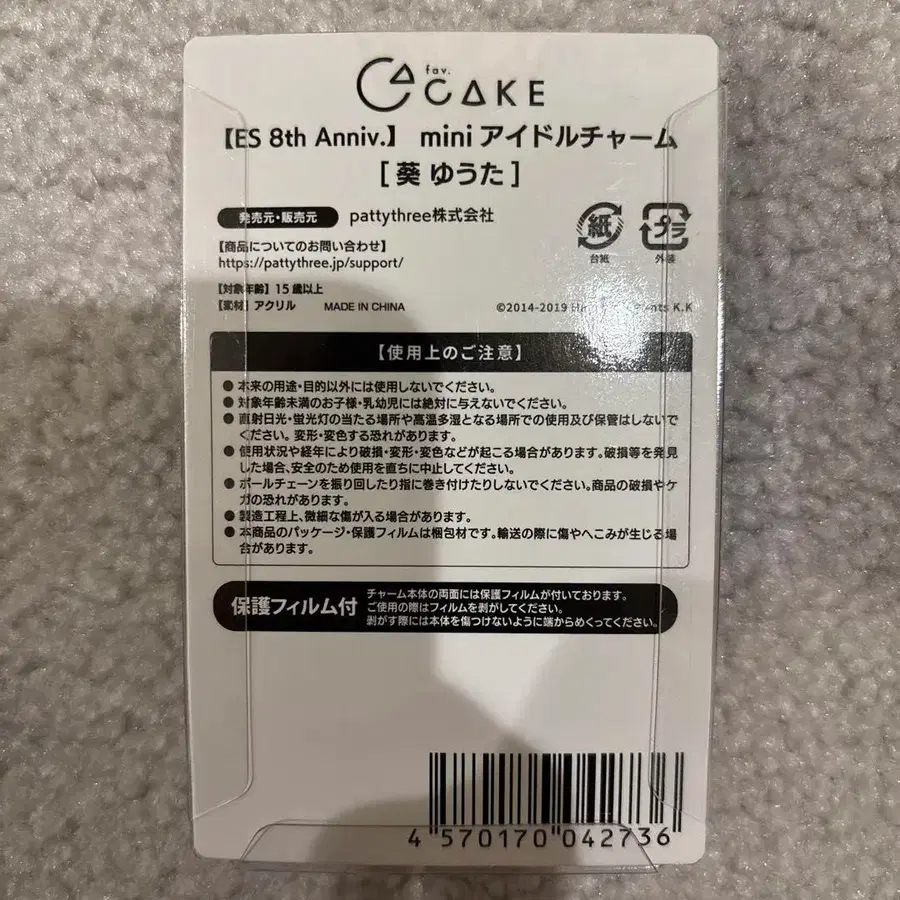 fav.
CAKE
【ES 8th Anniv.】 mini アイドルチャーム
[葵 ゆうた]
発売元・販売元 pattythree株式会社
紙
台紙
プラ
外装
【商品についてのお問い合わせ】
https://pattythree.jp/support/
【対象年齢】15歳以上
【素材】アクリル MADE IN CHINA
©2014-2019 K.K
【使用上のご注意】
●本来の用途・目的以外には使用しないでください。
●対象年齢未満のお子様・乳幼児には絶対に与えないでください。
●直射日光・蛍光灯の当たる場所や高温多湿となる場所での使用及び保管はしないで
ください。変形・変色する恐れがあります。
●使用状況や経年により破損・変形・変色などが起こる場合があります。破損等を発見
した場合、安全のため使用を直ちに中止してください。
●ボールチェーンを振り回したり指に巻き付けたりしないでください。商品の破損やケ
ガの恐れがあります。
●製造工程上、微細な傷が入る場合があります。
●本商品のパッケージ・保護フィルムは梱包材です。輸送の際に傷やへこみが生じる場
合があります。
保護フィルム付
チャーム本体の両面には保護フィルムが付いております。
ご使用の際はフィルムを剥がしてください。
剥がす際には本体を傷つけないように端からめくってください。
4 570170 042736